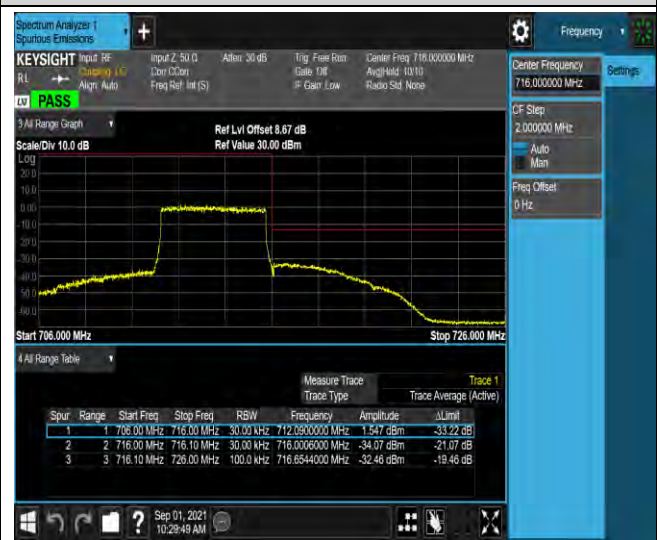 Spectrum Analyzer 1
Spurious Emissions
+
Frequency
KEYSIGHT
RL
Input: RF
Coupling: DC
Align: Auto
Input Z: 50 Ω
Corr CCorr
Freq Ref: Int (S)
Atten: 30 dB
Trig: Free Run
Gate: Off
IF Gain: Low
Center Freq: 716.000000 MHz
Avg|Hold: 10/10
Radio Std: None
LV PASS
3 All Range Graph
Scale/Div 10.0 dB
Ref Lvl Offset 8.67 dB
Ref Value 30.00 dBm
Log
20.0
10.0
0.00
-10.0
-20.0
-30.0
-40.0
-50.0
-60.0
Start 706.000 MHz
Stop 726.000 MHz
4 All Range Table
Measure Trace Trace 1
Trace Type Trace Average (Active)
Spur Range Start Freq Stop Freq RBW Frequency Amplitude ΔLimit
1 1 706.00 MHz 716.00 MHz 30.00 kHz 712.0900000 MHz 1.547 dBm -33.22 dB
2 2 716.00 MHz 716.10 MHz 30.00 kHz 716.0006000 MHz -34.07 dBm -21.07 dB
3 3 716.10 MHz 726.00 MHz 100.0 kHz 716.6544000 MHz -32.46 dBm -19.46 dB
Center Frequency
716.000000 MHz
Settings
CF Step
2.000000 MHz
Auto
Man
Freq Offset
0 Hz
?
Sep 01, 2021
10:29:49 AM